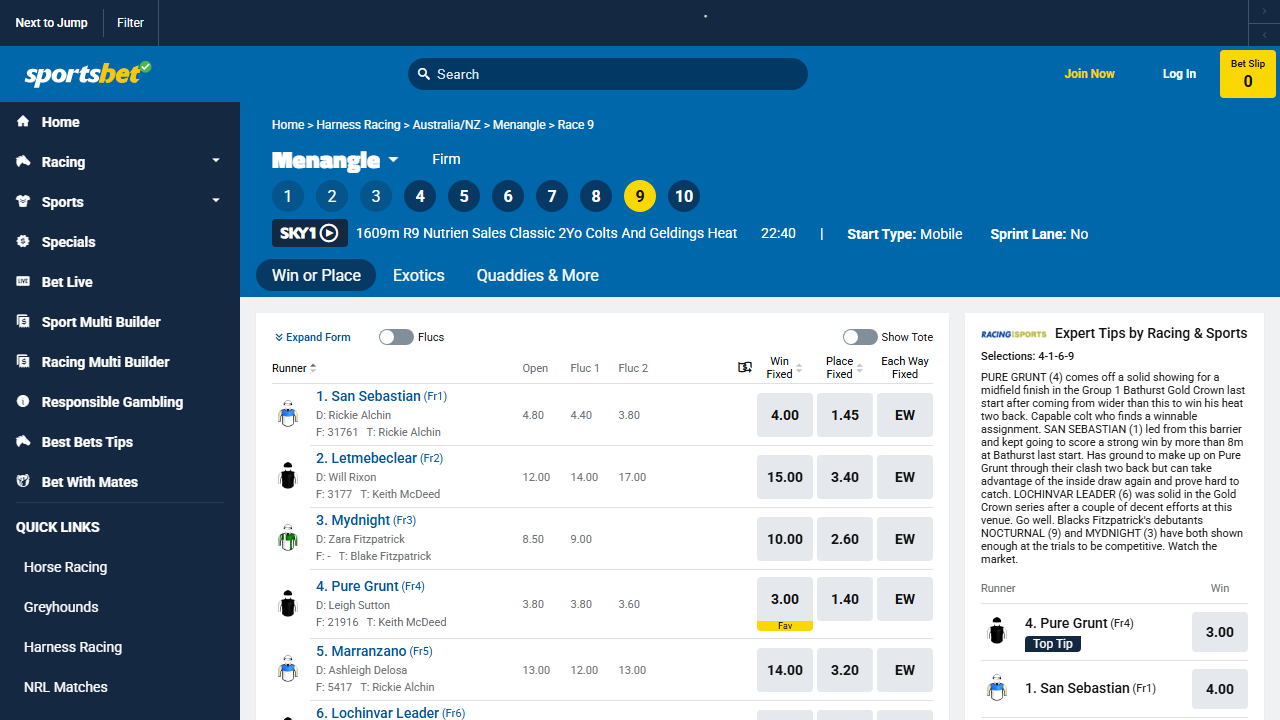 Next to Jump
Filter
sportsbet
Search
Join Now
Log In
Bet Slip
0
Home
Racing
Sports
Specials
Bet Live
Sport Multi Builder
Racing Multi Builder
Responsible Gambling
Best Bets Tips
Bet With Mates
QUICK LINKS
Horse Racing
Greyhounds
Harness Racing
NRL Matches
Home > Harness Racing > Australia/NZ > Menangle > Race 9
Menangle
Firm
1 2 3 4 5 6 7 8 9 10
SKY1 1609m R9 Nutrien Sales Classic 2Yo Colts And Geldings Heat 22:40 | Start Type: Mobile Sprint Lane: No
Win or Place Exotics Quaddies & More
Expand Form Flucs Show Tote
Runner Open Fluc 1 Fluc 2 Win Fixed Place Fixed Each Way Fixed
1. San Sebastian (Fr1)
D: Rickie Alchin 4.80 4.40 3.80 4.00 1.45 EW
F: 31761 T: Rickie Alchin
2. Letmebeclear (Fr2)
D: Will Rixon 12.00 14.00 17.00 15.00 3.40 EW
F: 3177 T: Keith McDeed
3. Mydnight (Fr3)
D: Zara Fitzpatrick 8.50 9.00 10.00 2.60 EW
F: - T: Blake Fitzpatrick
4. Pure Grunt (Fr4)
D: Leigh Sutton 3.80 3.80 3.60 3.00 1.40 EW
F: 21916 T: Keith McDeed
Fav
5. Marranzano (Fr5)
D: Ashleigh Delosa 13.00 12.00 13.00 14.00 3.20 EW
F: 5417 T: Rickie Alchin
6. Lochinvar Leader (Fr6)
RACING SPORTS Expert Tips by Racing & Sports
Selections: 4-1-6-9
PURE GRUNT (4) comes off a solid showing for a
midfield finish in the Group 1 Bathurst Gold Crown last
start after coming from wider than this to win his heat
two back. Capable colt who finds a winnable
assignment. SAN SEBASTIAN (1) led from this barrier
and kept going to score a strong win by more than 8m
at Bathurst last start. Has ground to make up on Pure
Grunt through their clash two back but can take
advantage of the inside draw again and prove hard to
catch. LOCHINVAR LEADER (6) was solid in the Gold
Crown series after a couple of decent efforts at this
venue. Go well. Blacks Fitzpatrick's debutants
NOCTURNAL (9) and MYDNIGHT (3) have both shown
enough at the trials to be competitive. Watch the
market.
Runner Win
4. Pure Grunt (Fr4) 3.00
Top Tip
1. San Sebastian (Fr1) 4.00